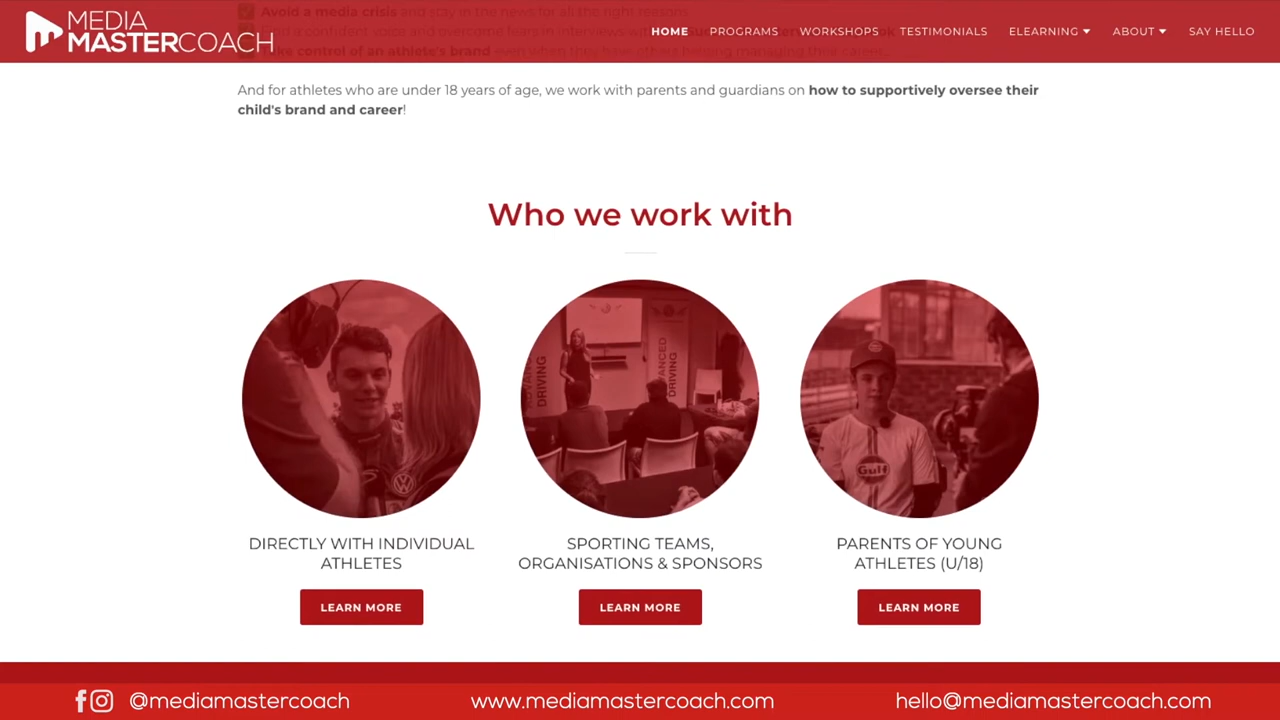 MEDIA
MASTERCOACH
HOME PROGRAMS WORKSHOPS TESTIMONIALS ELEARNING ABOUT SAY HELLO
Avoid a media crisis and stay in the news for all the right reasons
And for athletes who are under 18 years of age, we work with parents and guardians on how to supportively oversee their
child's brand and career!
Who we work with
ADVANCED
DRIVING
VW
Gulf
DIRECTLY WITH INDIVIDUAL
ATHLETES
SPORTING TEAMS,
ORGANISATIONS & SPONSORS
PARENTS OF YOUNG
ATHLETES (U/18)
LEARN MORE
LEARN MORE
LEARN MORE
@mediamastercoach
www.mediamastercoach.com
hello@mediamastercoach.com